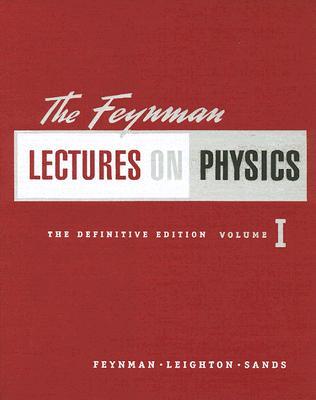 The Feynman
LECTURES ON PHYSICS
THE DEFINITIVE EDITION VOLUME I
FEYNMAN • LEIGHTON • SANDS